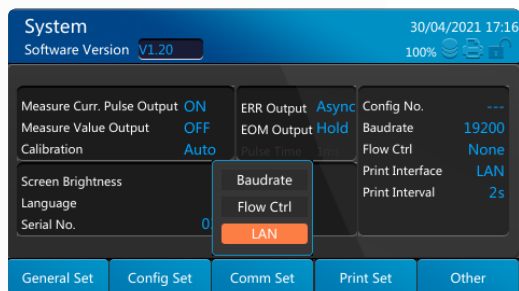 System
30/04/2021 17:16
Software Version V1.20
100%
Measure Curr. Pulse Output ON
Measure Value Output OFF
Calibration Auto
ERR Output Async
EOM Output Hold
Pulse Time 1ms
Config No. ---
Baudrate 19200
Flow Ctrl None
Print Interface LAN
Print Interval 2s
Screen Brightness
Language
Serial No.
Baudrate
Flow Ctrl
LAN
General Set
Config Set
Comm Set
Print Set
Other